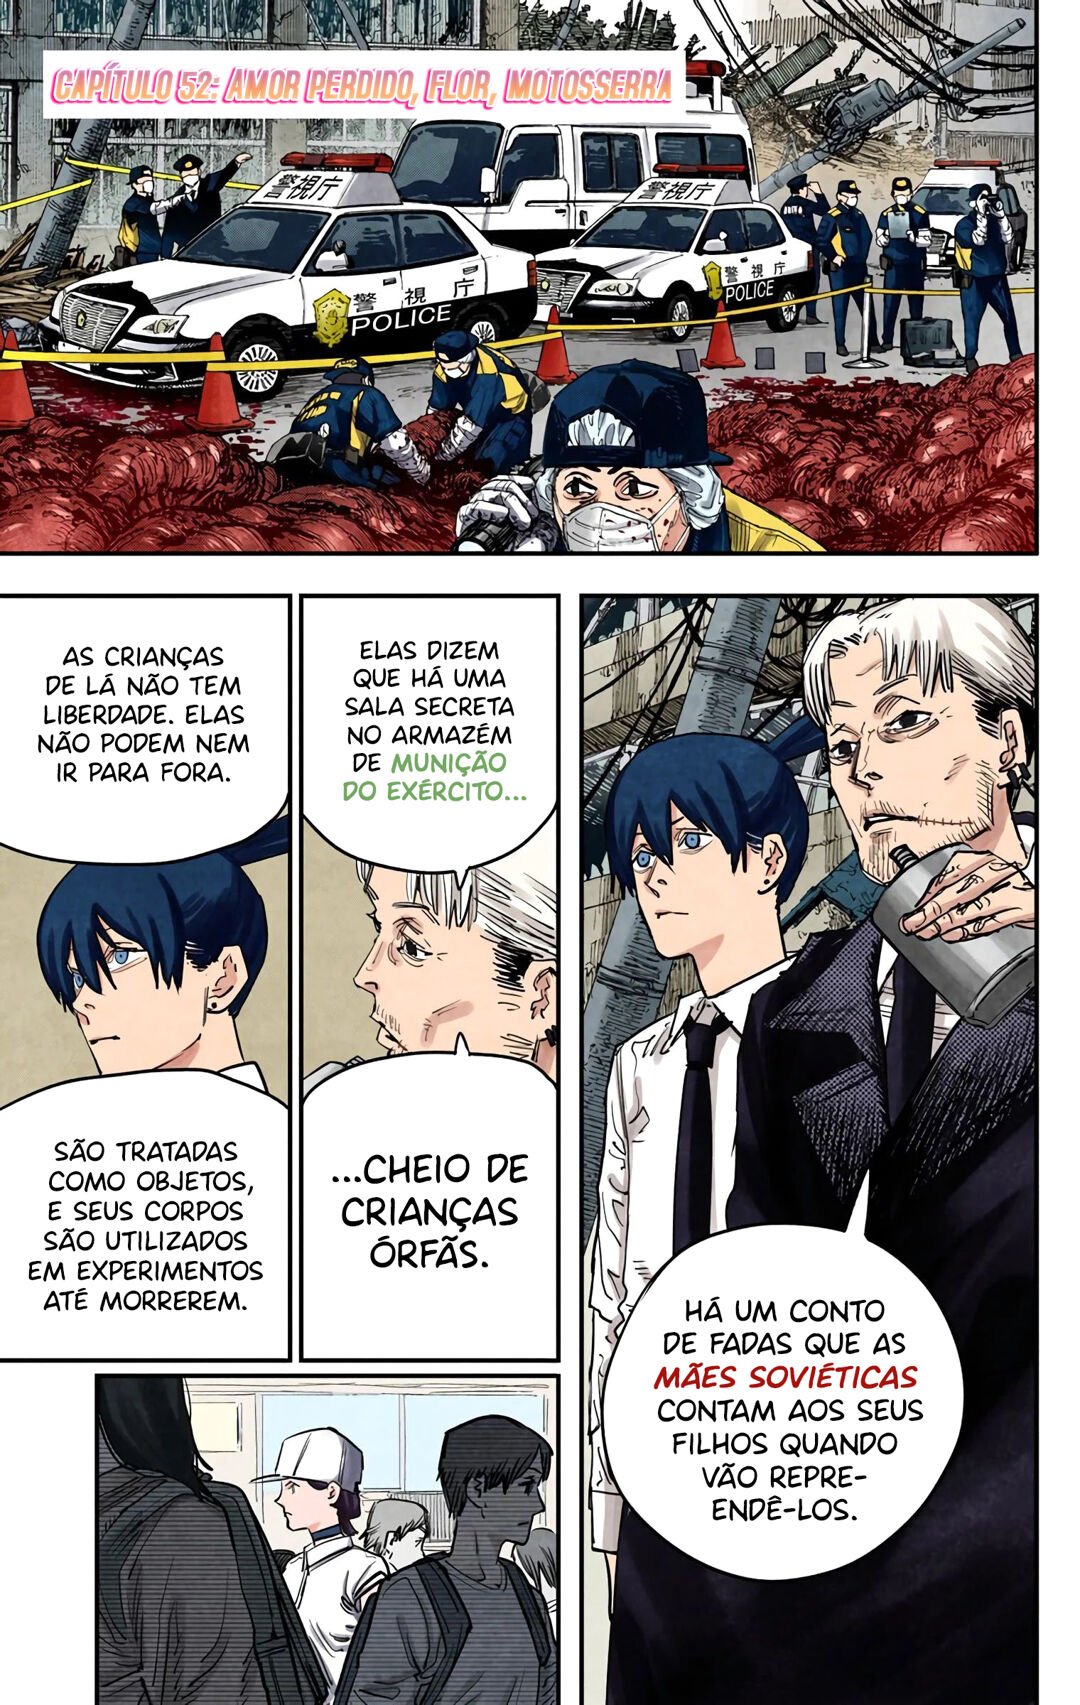 CAPÍTULO 52: AMOR PERDIDO, FLOR, MOTOSSERRA
警視庁
警視庁
警視庁
POLICE
警視庁
POLICE
HÁ UM CONTO
DE FADAS QUE AS
MÃES SOVIÉTICAS
CONTAM AOS SEUS
FILHOS QUANDO
VÃO REPRE-
ENDÊ-LOS.
ELAS DIZEM
QUE HÁ UMA
SALA SECRETA
NO ARMAZÉM
DE MUNIÇÃO
DO EXÉRCITO...
...CHEIO DE
CRIANÇAS
ÓRFÃS.
AS CRIANÇAS
DE LÁ NÃO TEM
LIBERDADE. ELAS
NÃO PODEM NEM
IR PARA FORA.
SÃO TRATADAS
COMO OBJETOS,
E SEUS CORPOS
SÃO UTILIZADOS
EM EXPERIMENTOS
ATÉ MORREREM.